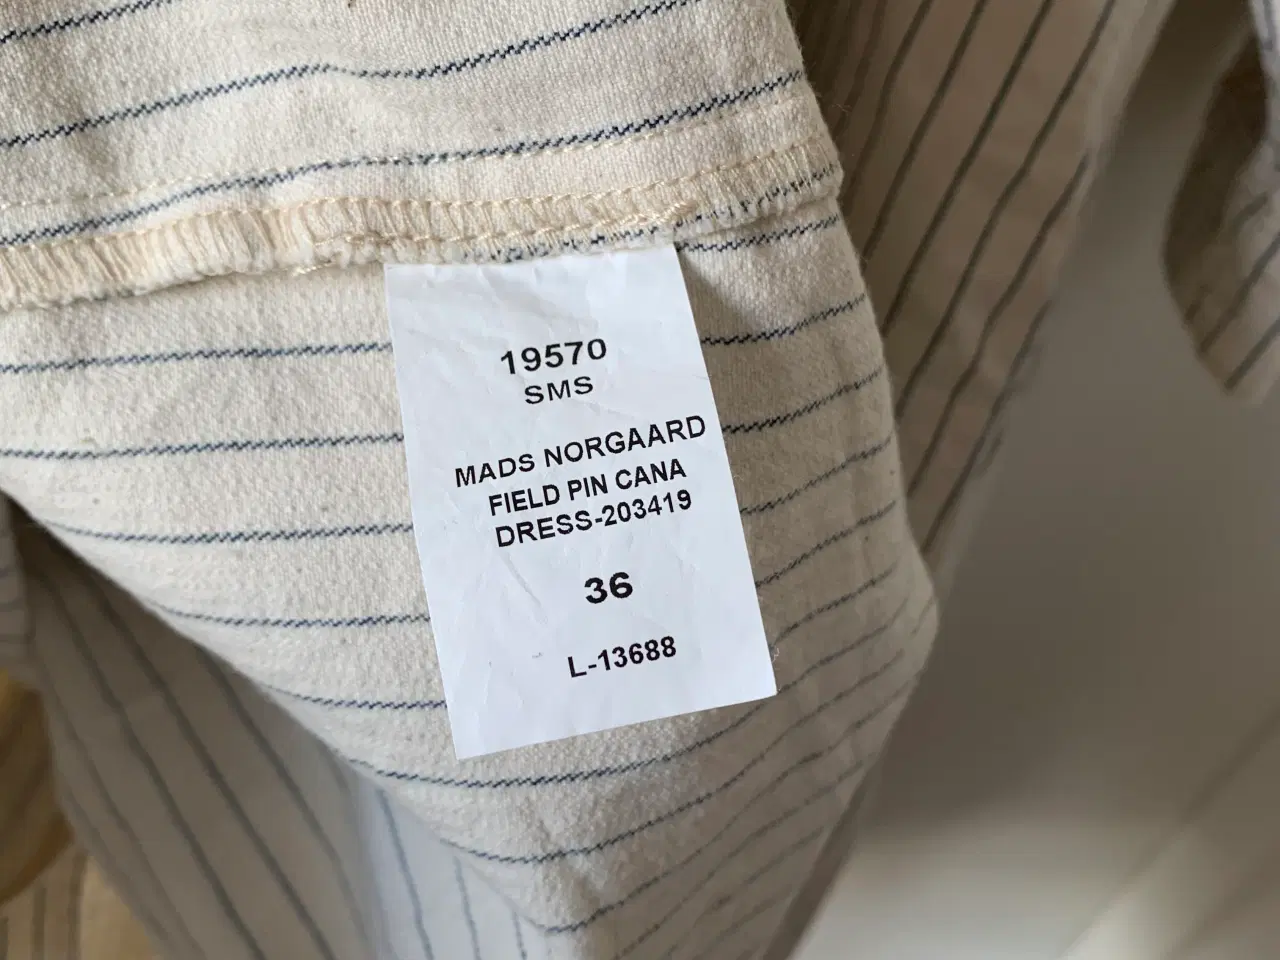 19570
SMS
MADS NORGAARD
FIELD PIN CANA
DRESS-203419
36
L-13688